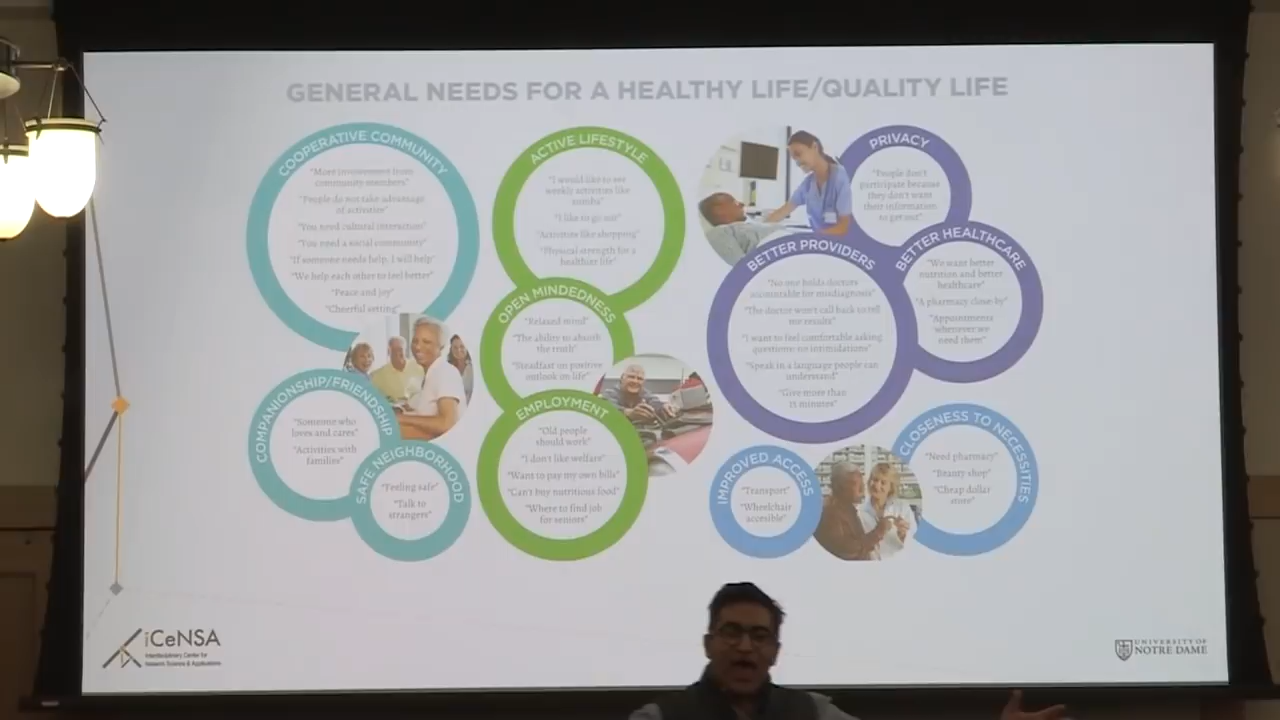 GENERAL NEEDS FOR A HEALTHY LIFE/QUALITY LIFE
COOPERATIVE COMMUNITY
"More involvement from
community members"
"People do not take advantage
of activities"
"You need cultural interaction"
"You need a social community"
"If someone needs help, I will help"
"We help each other to feel better"
"Peace and joy"
"Cheerful setting"
COMPANIONSHIP/FRIENDSHIP
"Someone who
loves and cares"
"Activities with
families"
SAFE NEIGHBORHOOD
"Feeling safe"
"Talk to
strangers"
ACTIVE LIFESTYLE
"I would like to see
weekly activities like
zumba"
"I like to go out"
"Activities like shopping"
"Physical strength for a
healthier life"
OPEN MINDEDNESS
"Relaxed mind"
"The ability to absorb
the truth"
"Steadfast on positive
outlook on life"
EMPLOYMENT
"Old people
should work"
"I don't like welfare"
"Want to pay my own bills"
"Can't buy nutritious food"
"Where to find job
for seniors"
PRIVACY
"People don't
participate because
they don't want
their information
to get out"
BETTER PROVIDERS
"No one holds doctors
accountable for misdiagnosis"
"The doctor won't call back to tell
me results"
"I want to feel comfortable asking
questions: no intimidations"
"Speak in a language people can
understand"
"Give more than
15 minutes"
BETTER HEALTHCARE
"We want better
nutrition and better
healthcare"
"A pharmacy close-by"
"Appointments
whenever we
need them"
IMPROVED ACCESS
"Transport"
"Wheelchair
accesible"
CLOSENESS TO NECESSITIES
"Need pharmacy"
"Beauty shop"
"Cheap dollar
store"
iCeNSA
Interdisciplinary Center for
Network Science & Applications
UNIVERSITY OF
NOTRE DAME